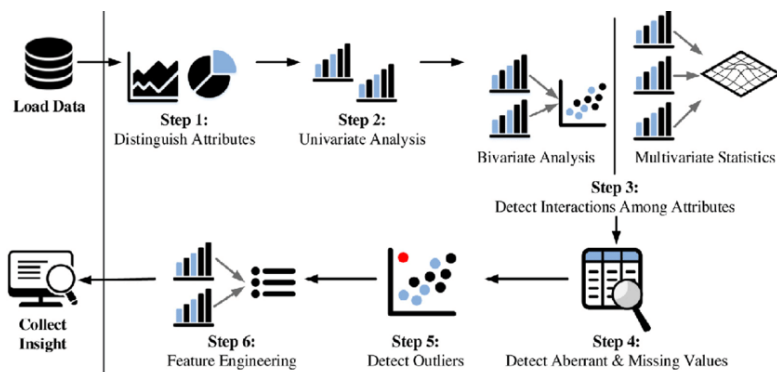 Load Data
Step 1:
Distinguish Attributes
Step 2:
Univariate Analysis
Bivariate Analysis
Multivariate Statistics
Step 3:
Detect Interactions Among Attributes
Collect
Insight
Step 6:
Feature Engineering
Step 5:
Detect Outliers
Step 4:
Detect Aberrant & Missing Values